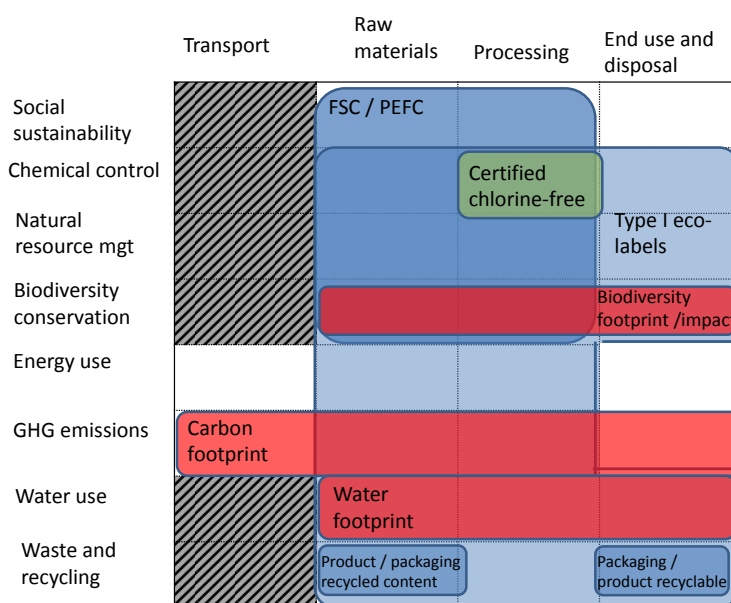 Transport
Raw
materials
Processing
End use and
disposal
Social
sustainability
FSC / PEFC
Chemical control
Certified
chlorine-free
Natural
resource mgt
Type I eco-
labels
Biodiversity
conservation
Biodiversity
footprint /impact
Energy use
GHG emissions
Carbon
footprint
Water use
Water
footprint
Waste and
recycling
Product / packaging
recycled content
Packaging /
product recyclable